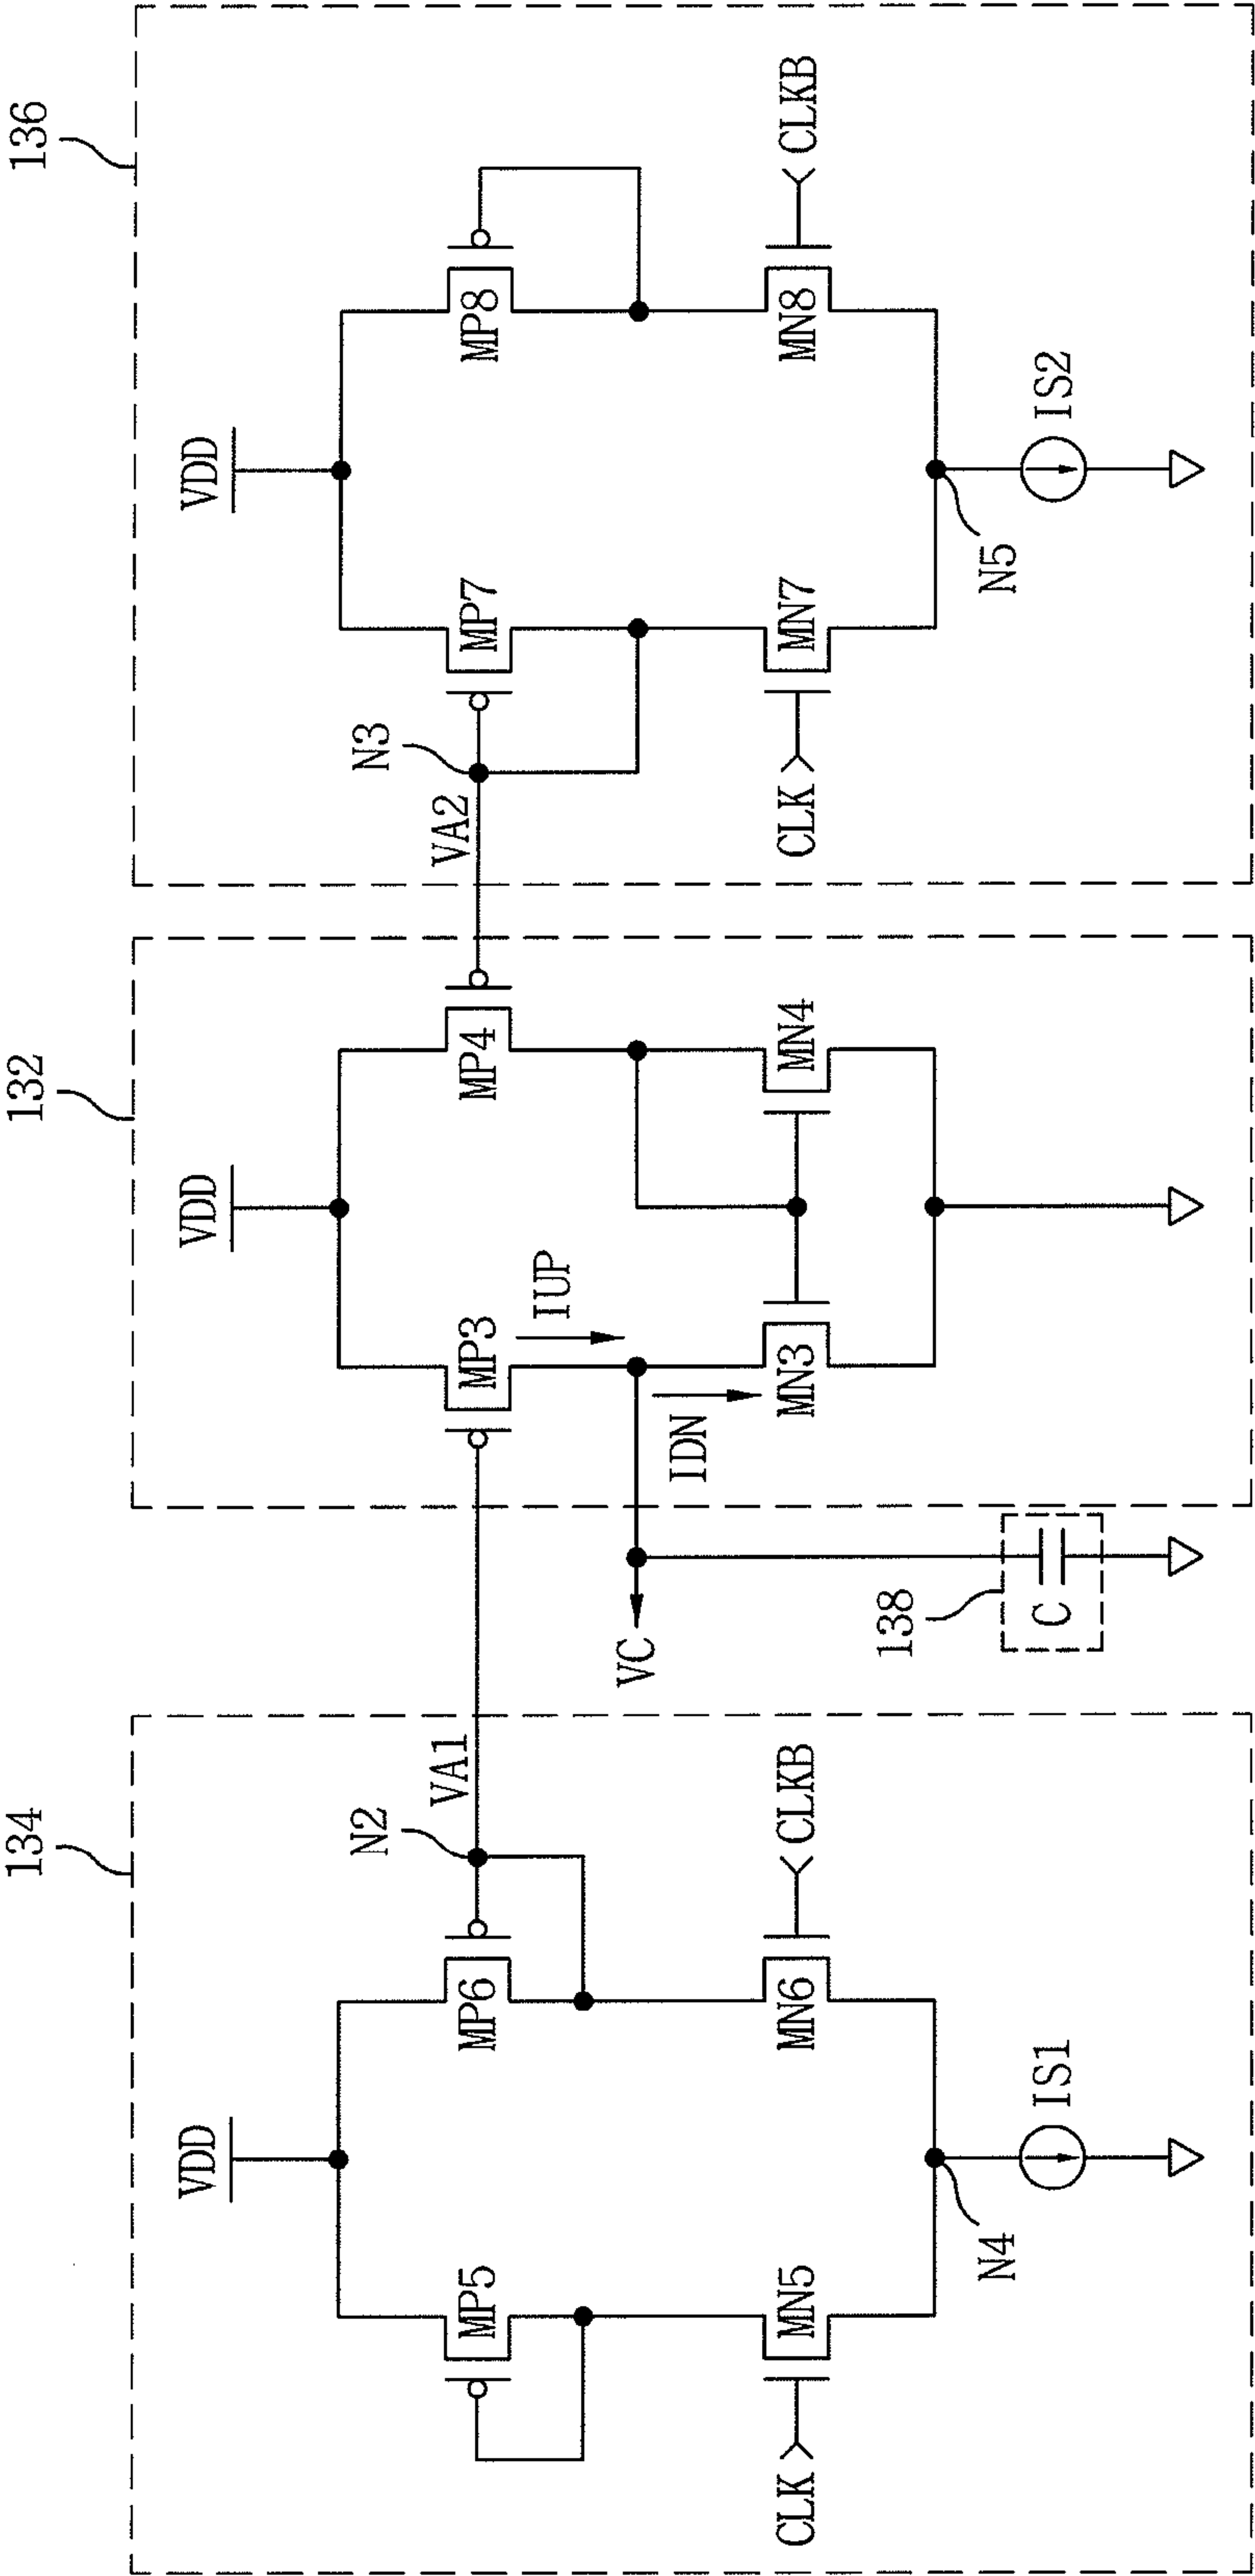 134
132
136
VDD
VDD
VDD
MP5
MP6
N2
VA1
MP3
MP4
VA2
N3
MP7
MP8
IUP
VC
IDN
CLK
MN5
MN6
CLKB
MN3
MN4
CLK
MN7
MN8
CLKB
138
C
N4
IS1
N5
IS2